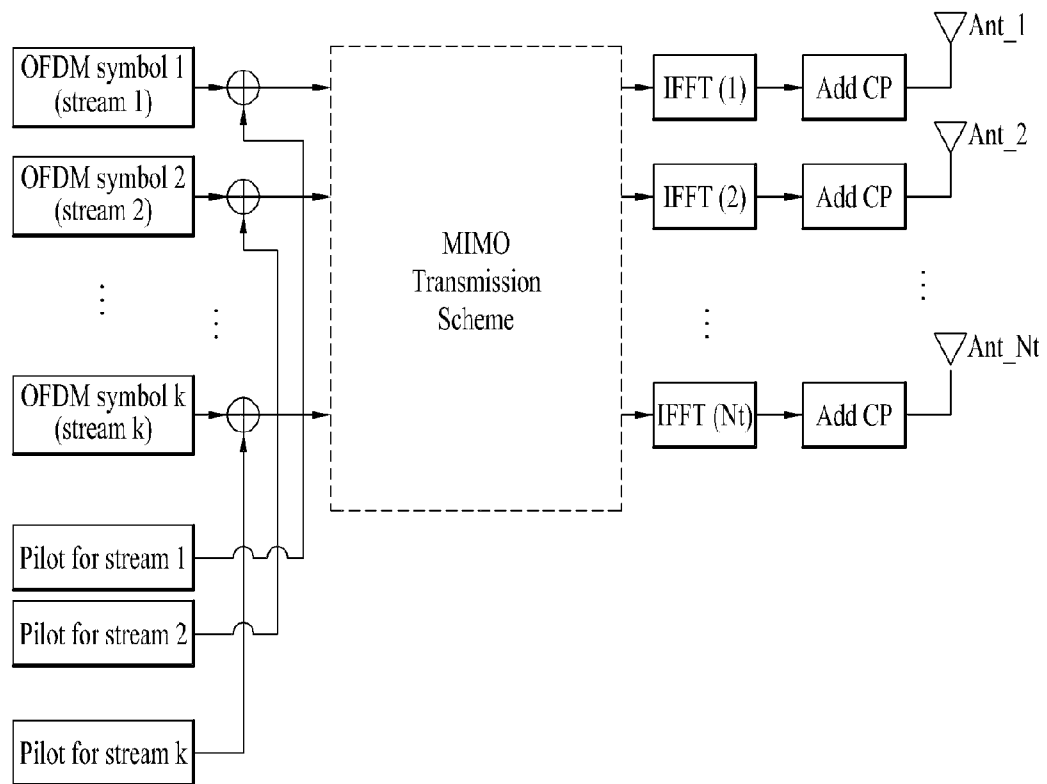 OFDM symbol 1
(stream 1)
IFFT (1)
Add CP
Ant_1
OFDM symbol 2
(stream 2)
IFFT (2)
Add CP
Ant_2
MIMO
Transmission
Scheme
OFDM symbol k
(stream k)
IFFT (Nt)
Add CP
Ant_Nt
Pilot for stream 1
Pilot for stream 2
Pilot for stream k